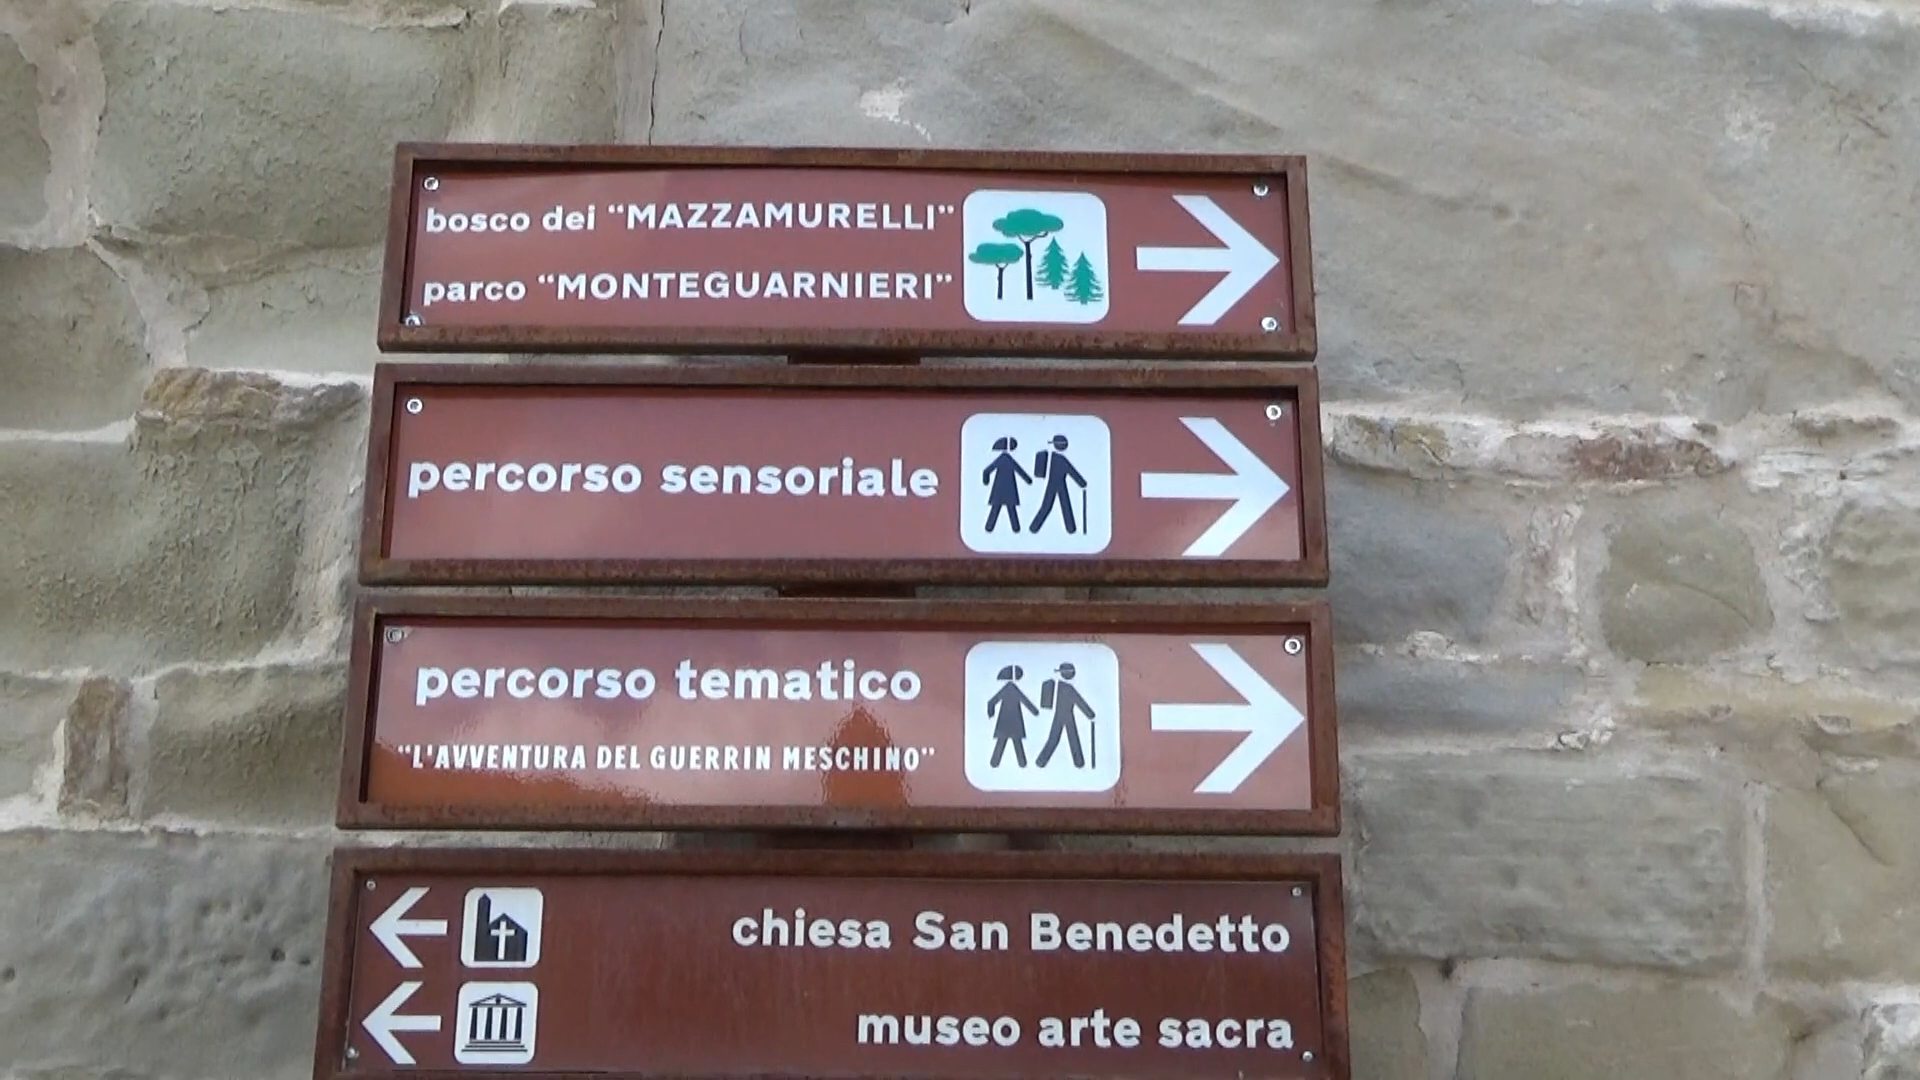 bosco dei “MAZZAMURELLI”
parco “MONTEGUARNIERI”
percorso sensoriale
percorso tematico
“L'AVVENTURA DEL GUERRIN MESCHINO”
chiesa San Benedetto
museo arte sacra